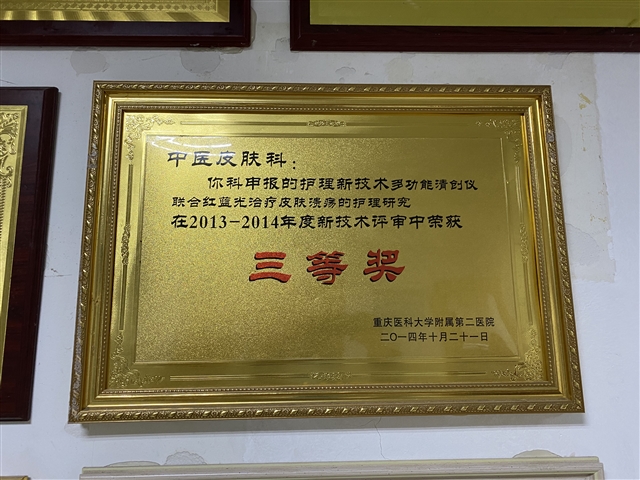 中医皮肤科：
你科申报的护理新技术多功能清创仪
联合红蓝光治疗皮肤溃疡的护理研究
在2013-2014年度新技术评审中荣获
三等奖
重庆医科大学附属第二医院
二〇一四年十月二十一日